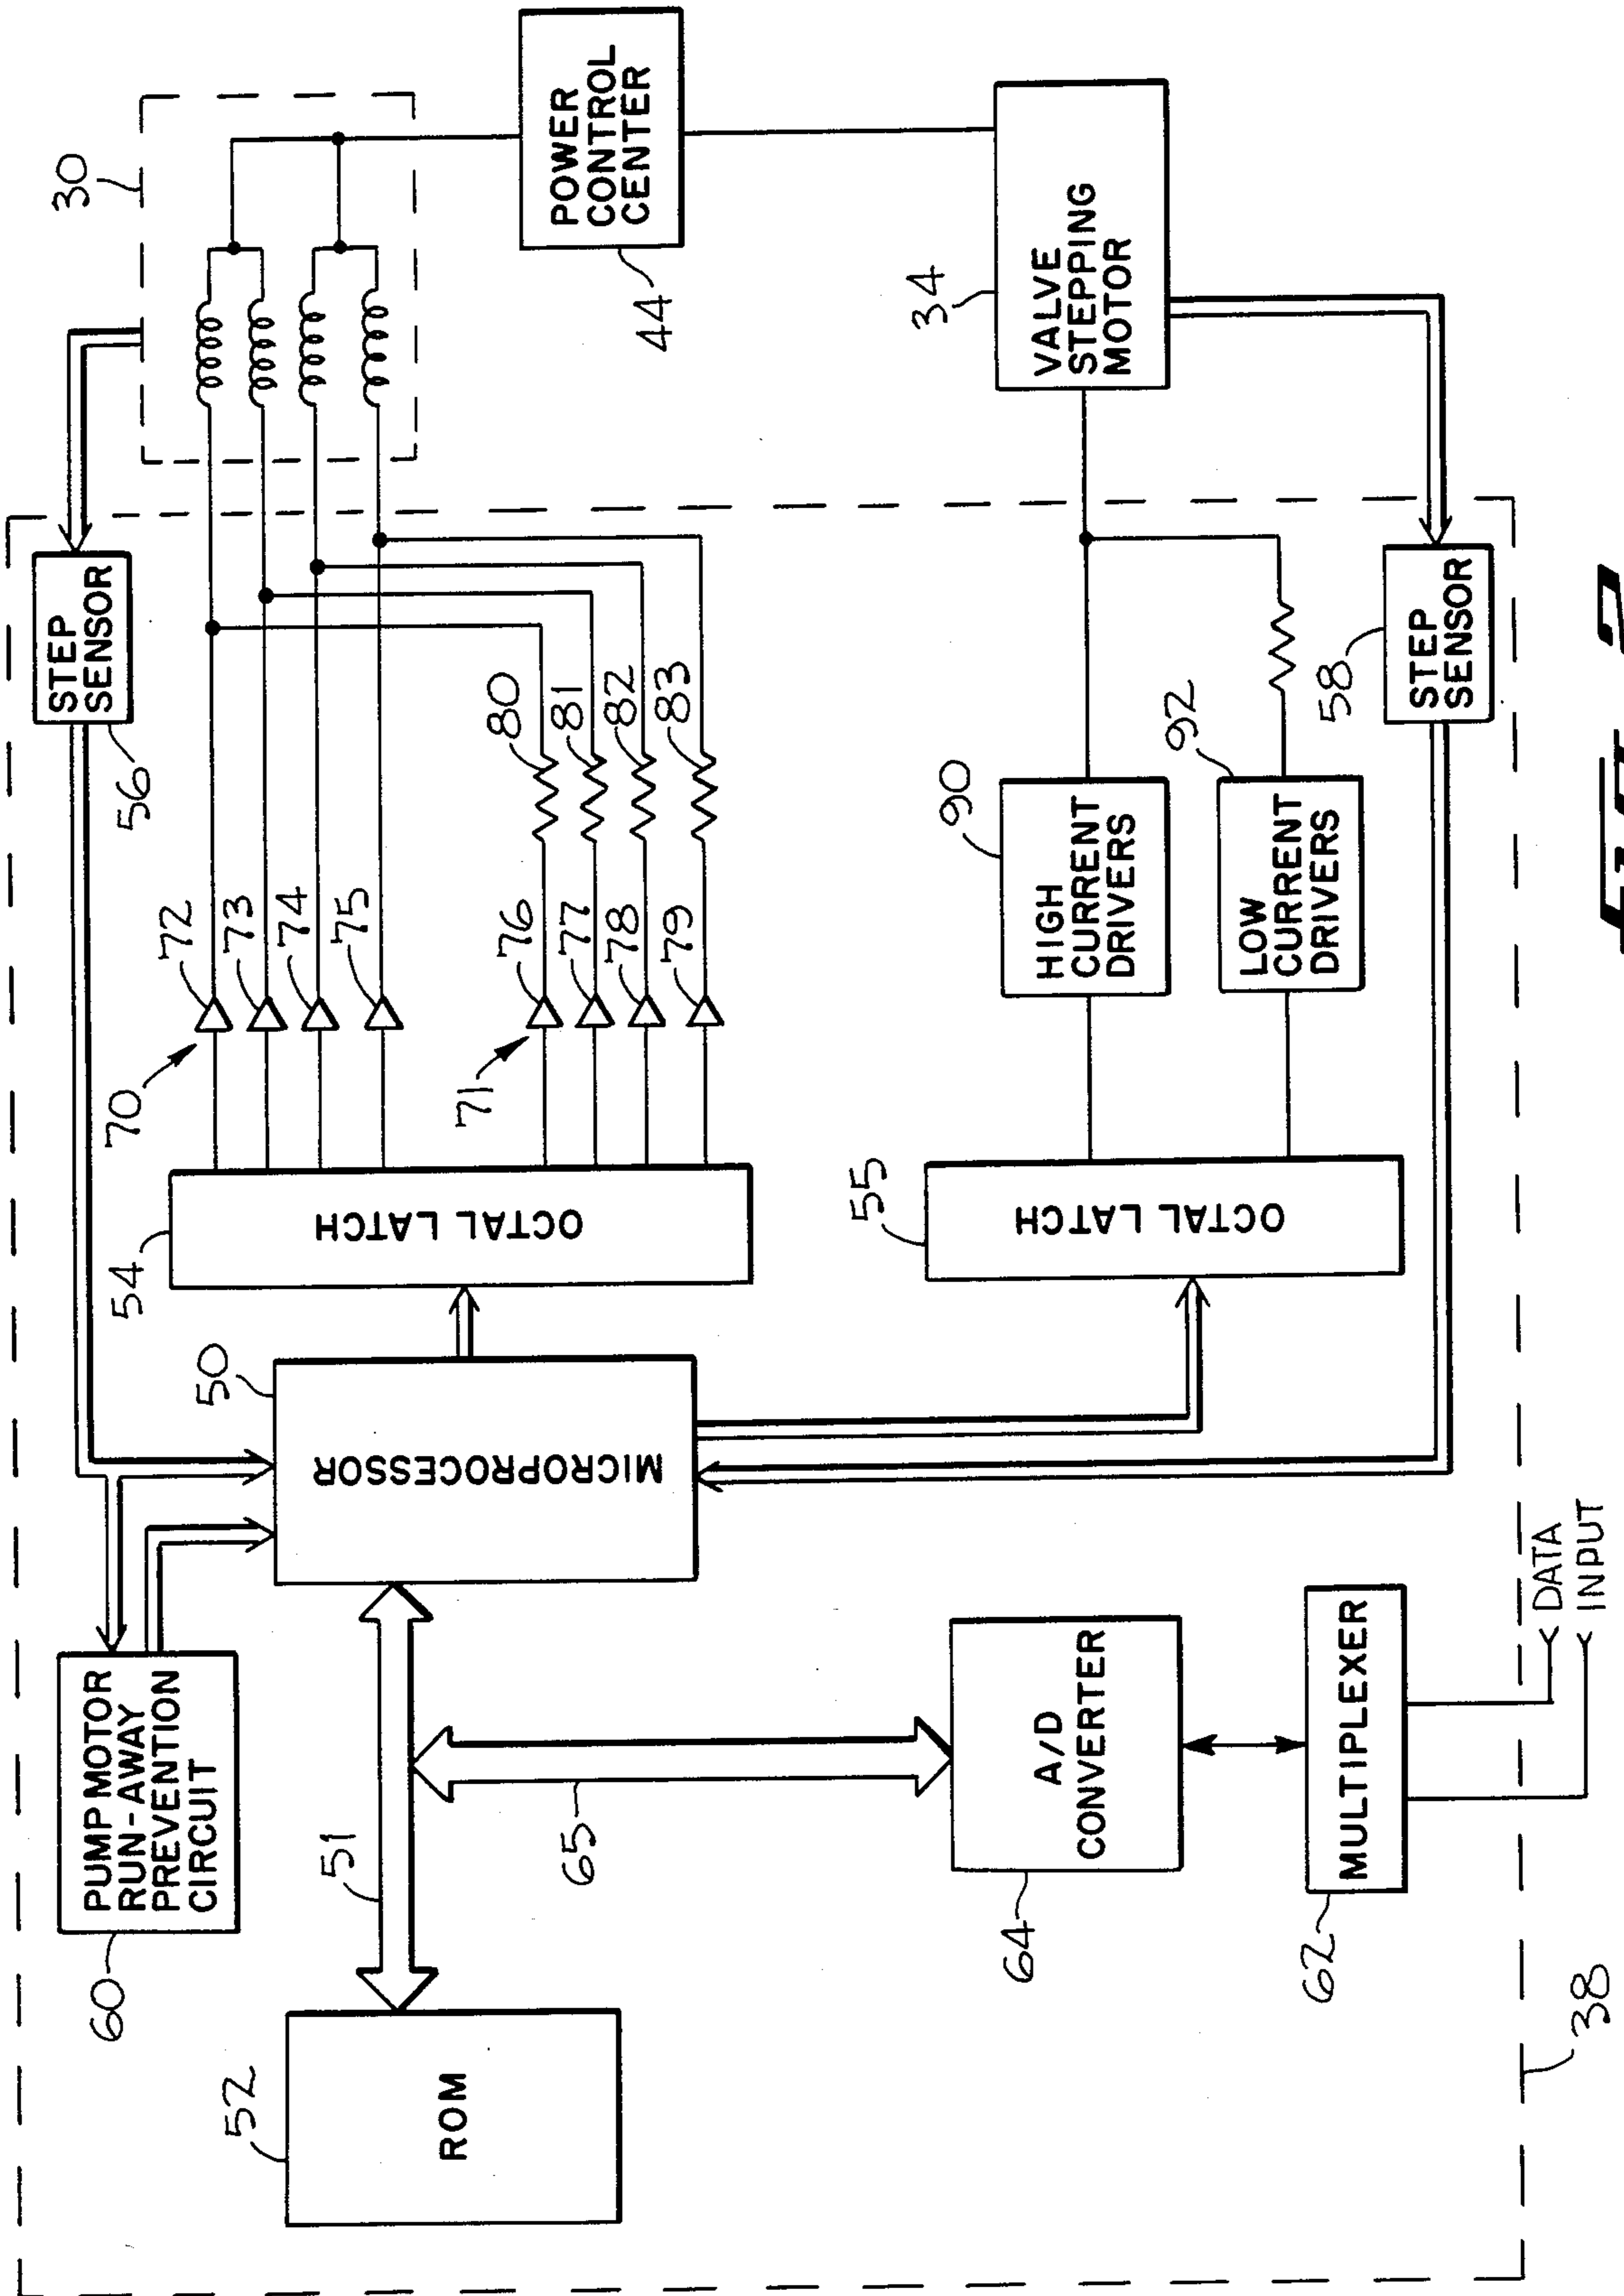 30
STEP
SENSOR
56
POWER
CONTROL
CENTER
44
72
73
74
75
70
80
81
82
83
76
77
78
79
71
54
OCTAL LATCH
50
MICROPROCESSOR
PUMP MOTOR
RUN-AWAY
PREVENTION
CIRCUIT
60
51
52
ROM
65
34
VALVE
STEPPING
MOTOR
90
HIGH
CURRENT
DRIVERS
92
LOW
CURRENT
DRIVERS
58
STEP
SENSOR
55
OCTAL LATCH
A/D
CONVERTER
64
MULTIPLEXER
62
DATA
INPUT
38